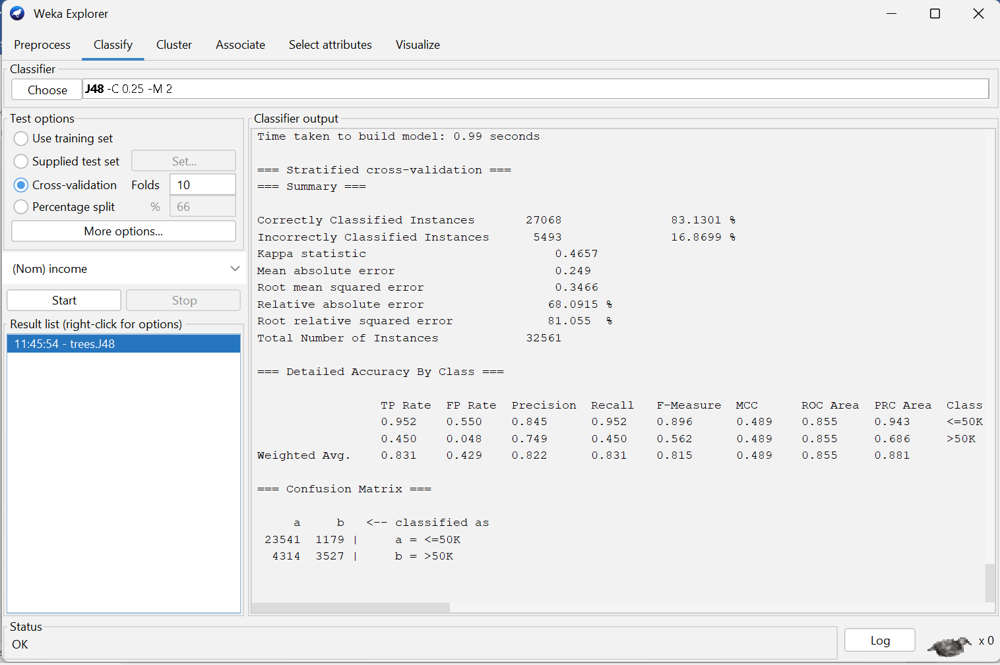 Weka Explorer
Preprocess Classify Cluster Associate Select attributes Visualize
Classifier
Choose J48 -C 0.25 -M 2
Test options
Use training set
Supplied test set Set...
Cross-validation Folds 10
Percentage split % 66
More options...
(Nom) income
Start Stop
Result list (right-click for options)
11:45:54 - trees.J48
Classifier output
Time taken to build model: 0.99 seconds
=== Stratified cross-validation ===
=== Summary ===
Correctly Classified Instances 27068 83.1301 %
Incorrectly Classified Instances 5493 16.8699 %
Kappa statistic 0.4657
Mean absolute error 0.249
Root mean squared error 0.3466
Relative absolute error 68.0915 %
Root relative squared error 81.055 %
Total Number of Instances 32561
=== Detailed Accuracy By Class ===
TP Rate FP Rate Precision Recall F-Measure MCC ROC Area PRC Area Class
0.952 0.550 0.845 0.952 0.896 0.489 0.855 0.943 <=50K
0.450 0.048 0.749 0.450 0.562 0.489 0.855 0.686 >50K
Weighted Avg. 0.831 0.429 0.822 0.831 0.815 0.489 0.855 0.881
=== Confusion Matrix ===
a b <-- classified as
23541 1179 | a = <=50K
4314 3527 | b = >50K
Status
OK
Log x 0